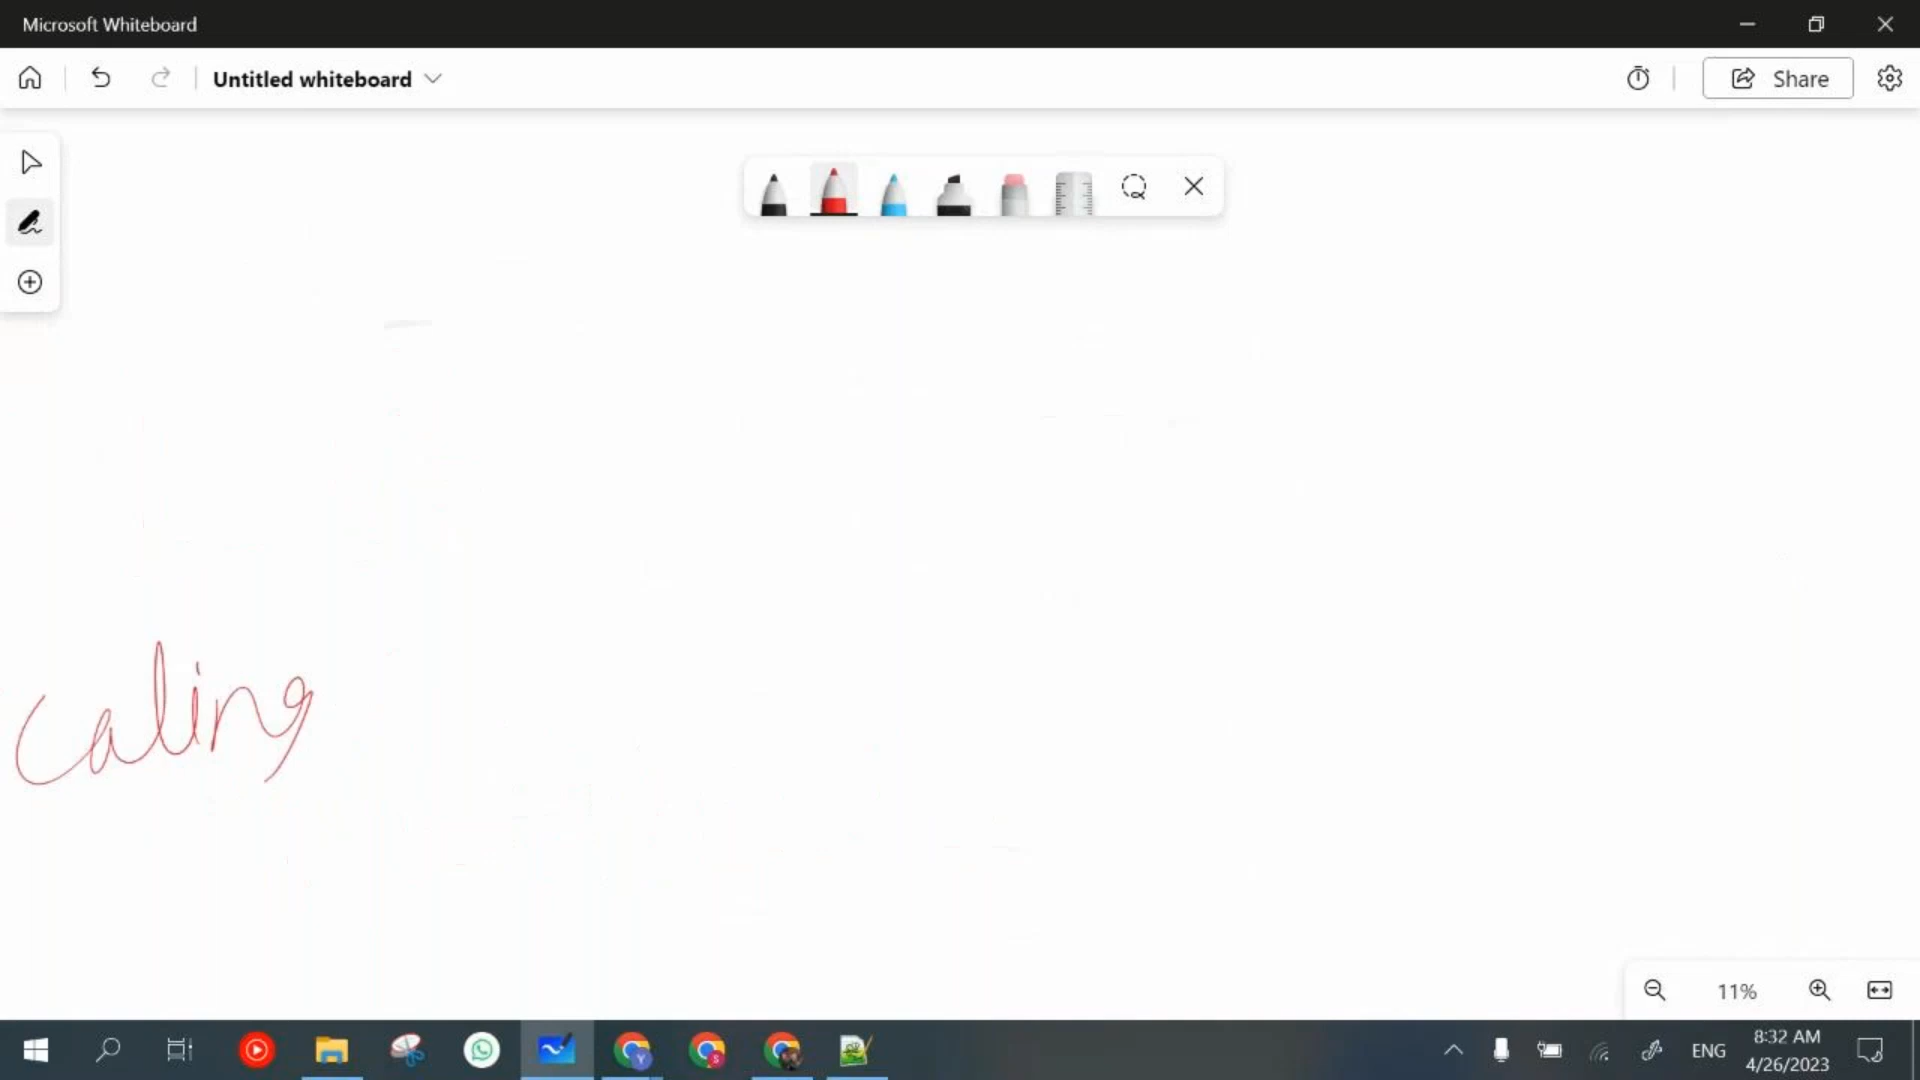 Microsoft Whiteboard
Untitled whiteboard
Share
caling
11%
ENG
8:32 AM
4/26/2023